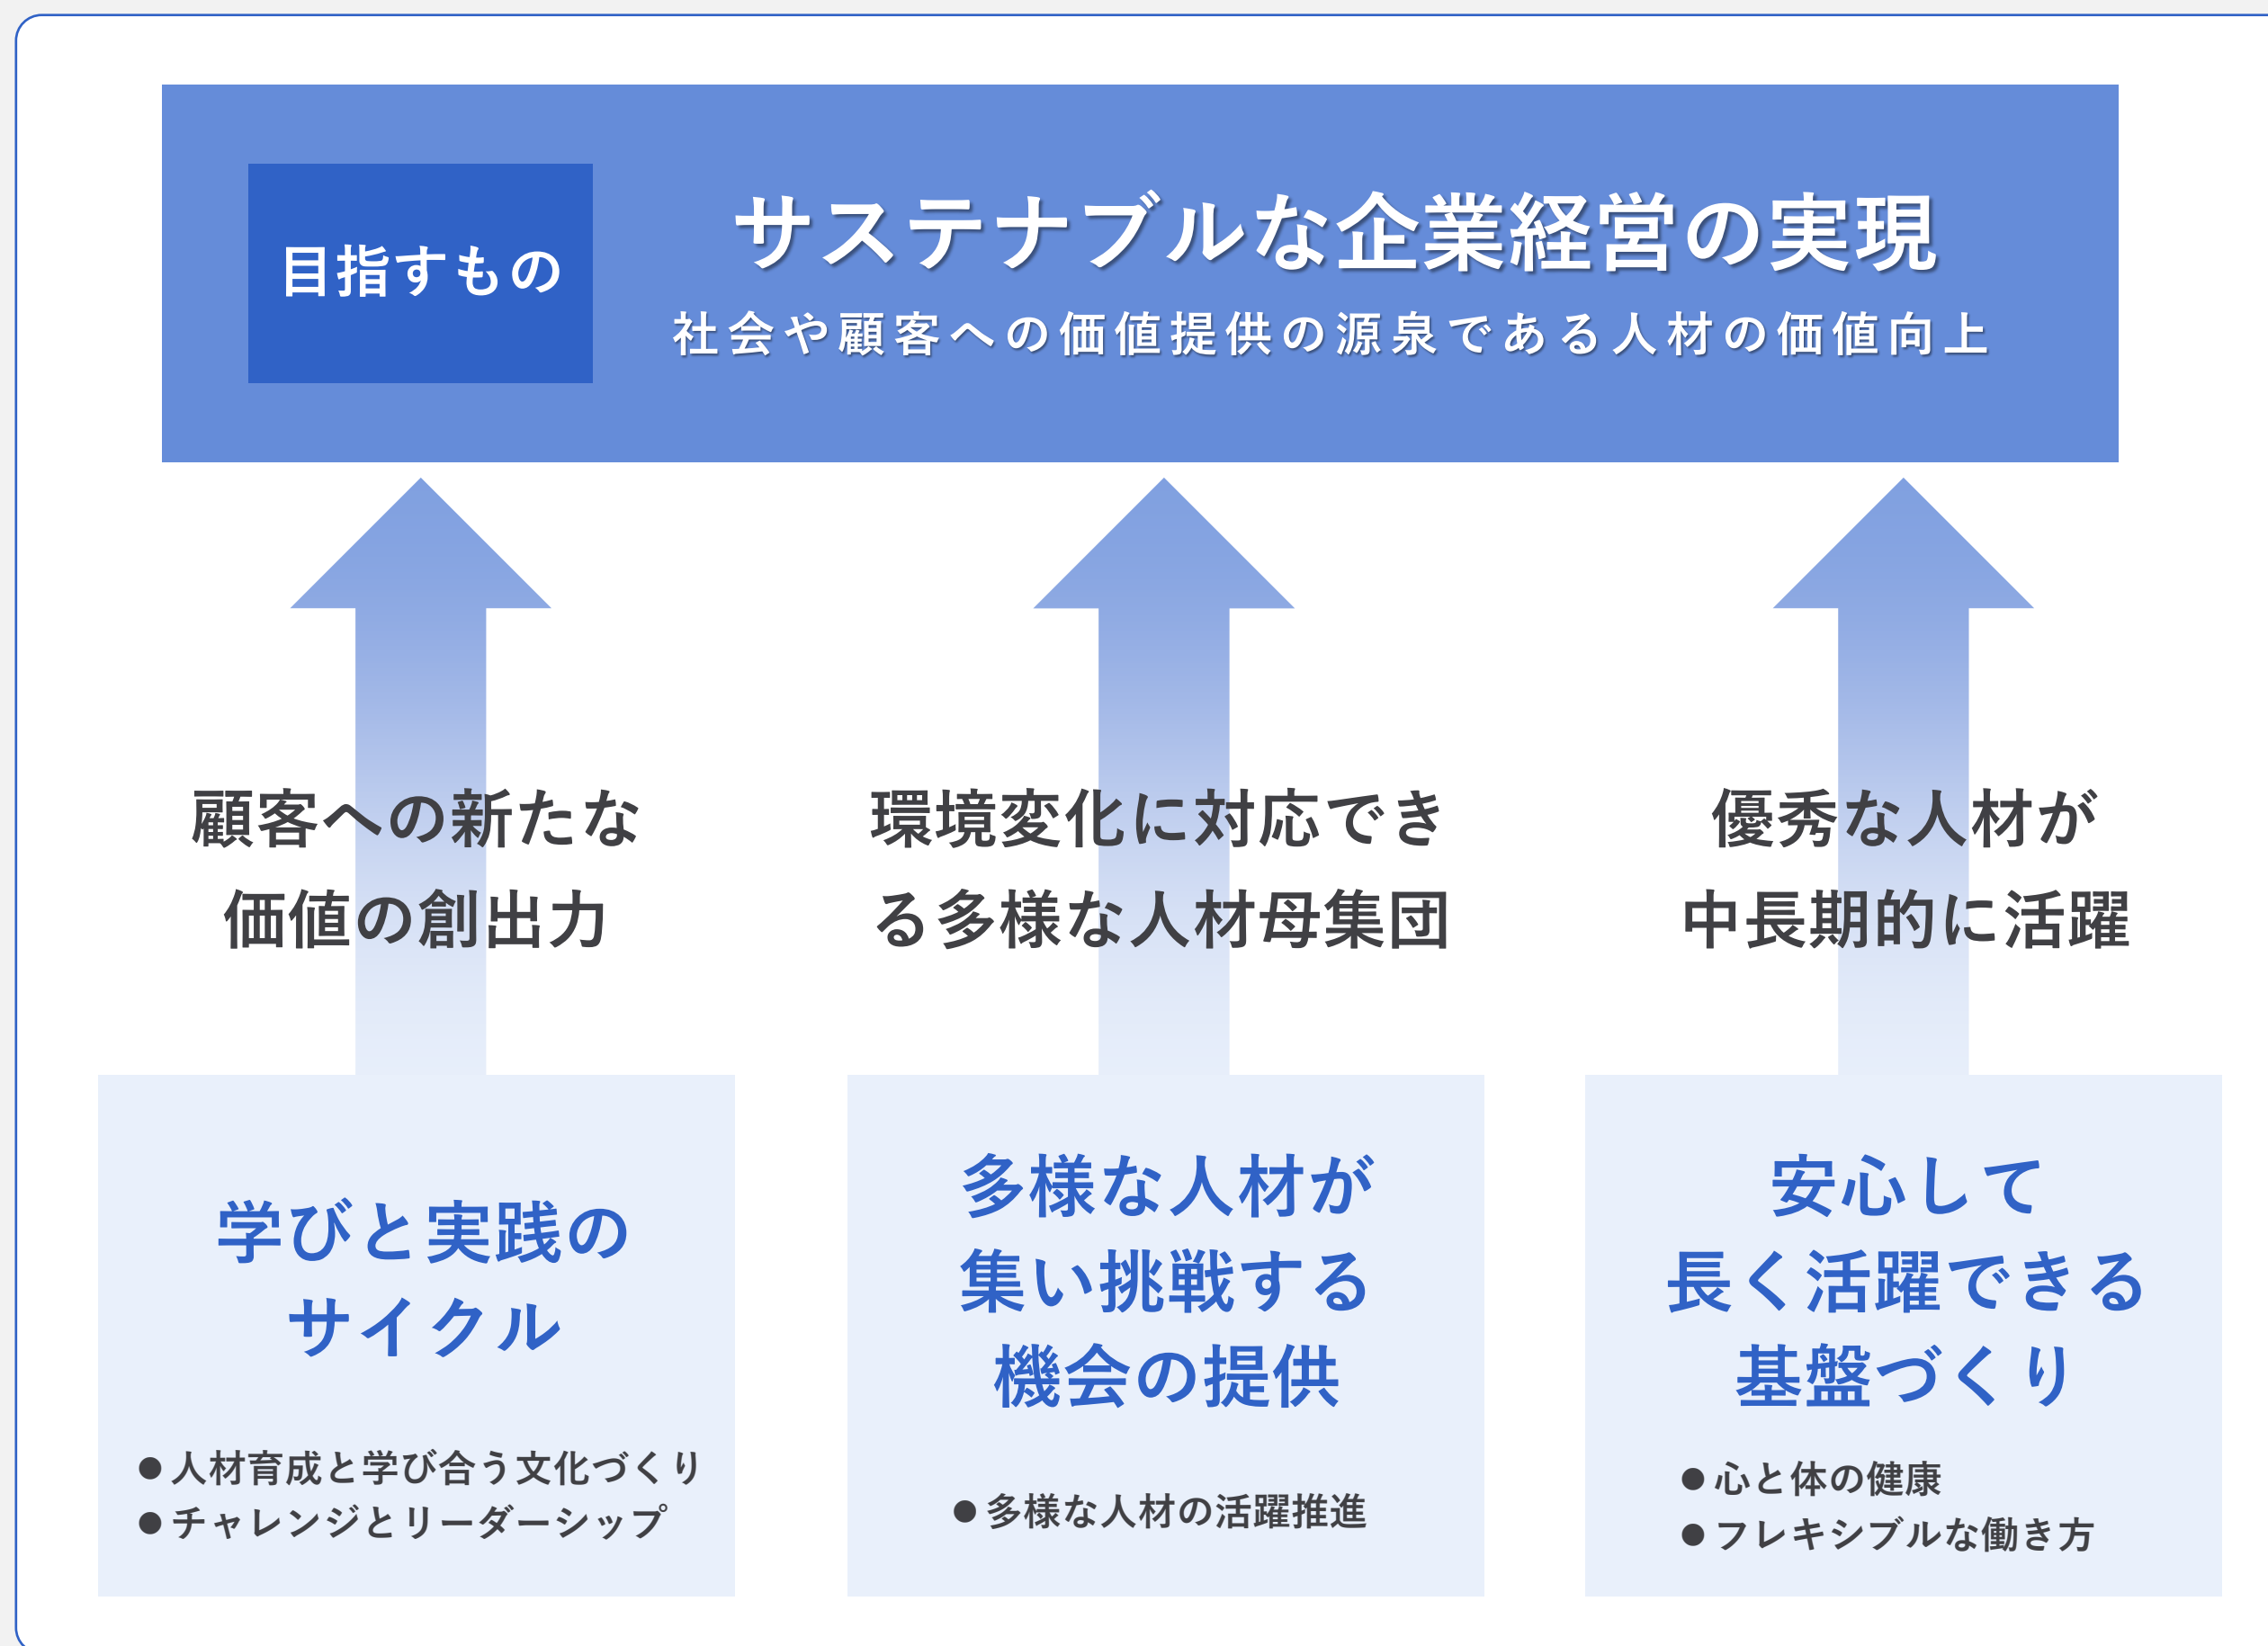 目指すもの
サステナブルな企業経営の実現
社会や顧客への価値提供の源泉である人材の価値向上
顧客への新たな
価値の創出力
環境変化に対応でき
る多様な人材成集団
優秀な人材が
中長期的に活躍
学びと実践の
サイクル
● 人材育成と学び合う文化づくり
● チャレンジとリーダーシップ
多様な人材が
集い挑戦する
機会の提供
● 多様な人材の活躍推進
安心して
長く活躍できる
基盤づくり
● 心と体の健康
● フレキシブルな働き方